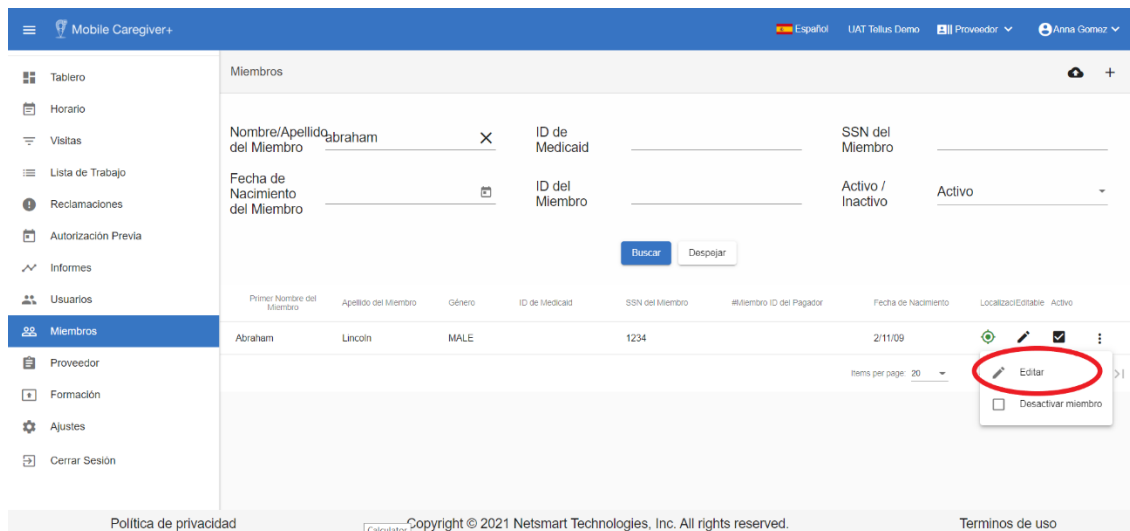 Mobile Caregiver+
Español
UAT Tellus Demo
Proveedor
Anna Gomez
Tablero
Horario
Visitas
Lista de Trabajo
Reclamaciones
Autorización Previa
Informes
Usuarios
Miembros
Proveedor
Formación
Ajustes
Cerrar Sesión
Miembros
Nombre/Apellido
del Miembro
abraham
ID de
Medicaid
SSN del
Miembro
Fecha de
Nacimiento
del Miembro
ID del
Miembro
Activo /
Inactivo
Activo
Buscar
Despejar
Primer Nombre del
Miembro
Apellido del Miembro
Género
ID de Medicaid
SSN del Miembro
#Miembro ID del Pagador
Fecha de Nacimiento
Localizaci
Editable
Activo
Abraham
Lincoln
MALE
1234
2/11/09
Items per page: 20
Editar
Desactivar miembro
Política de privacidad
Calculator
Copyright © 2021 Netsmart Technologies, Inc. All rights reserved.
Terminos de uso